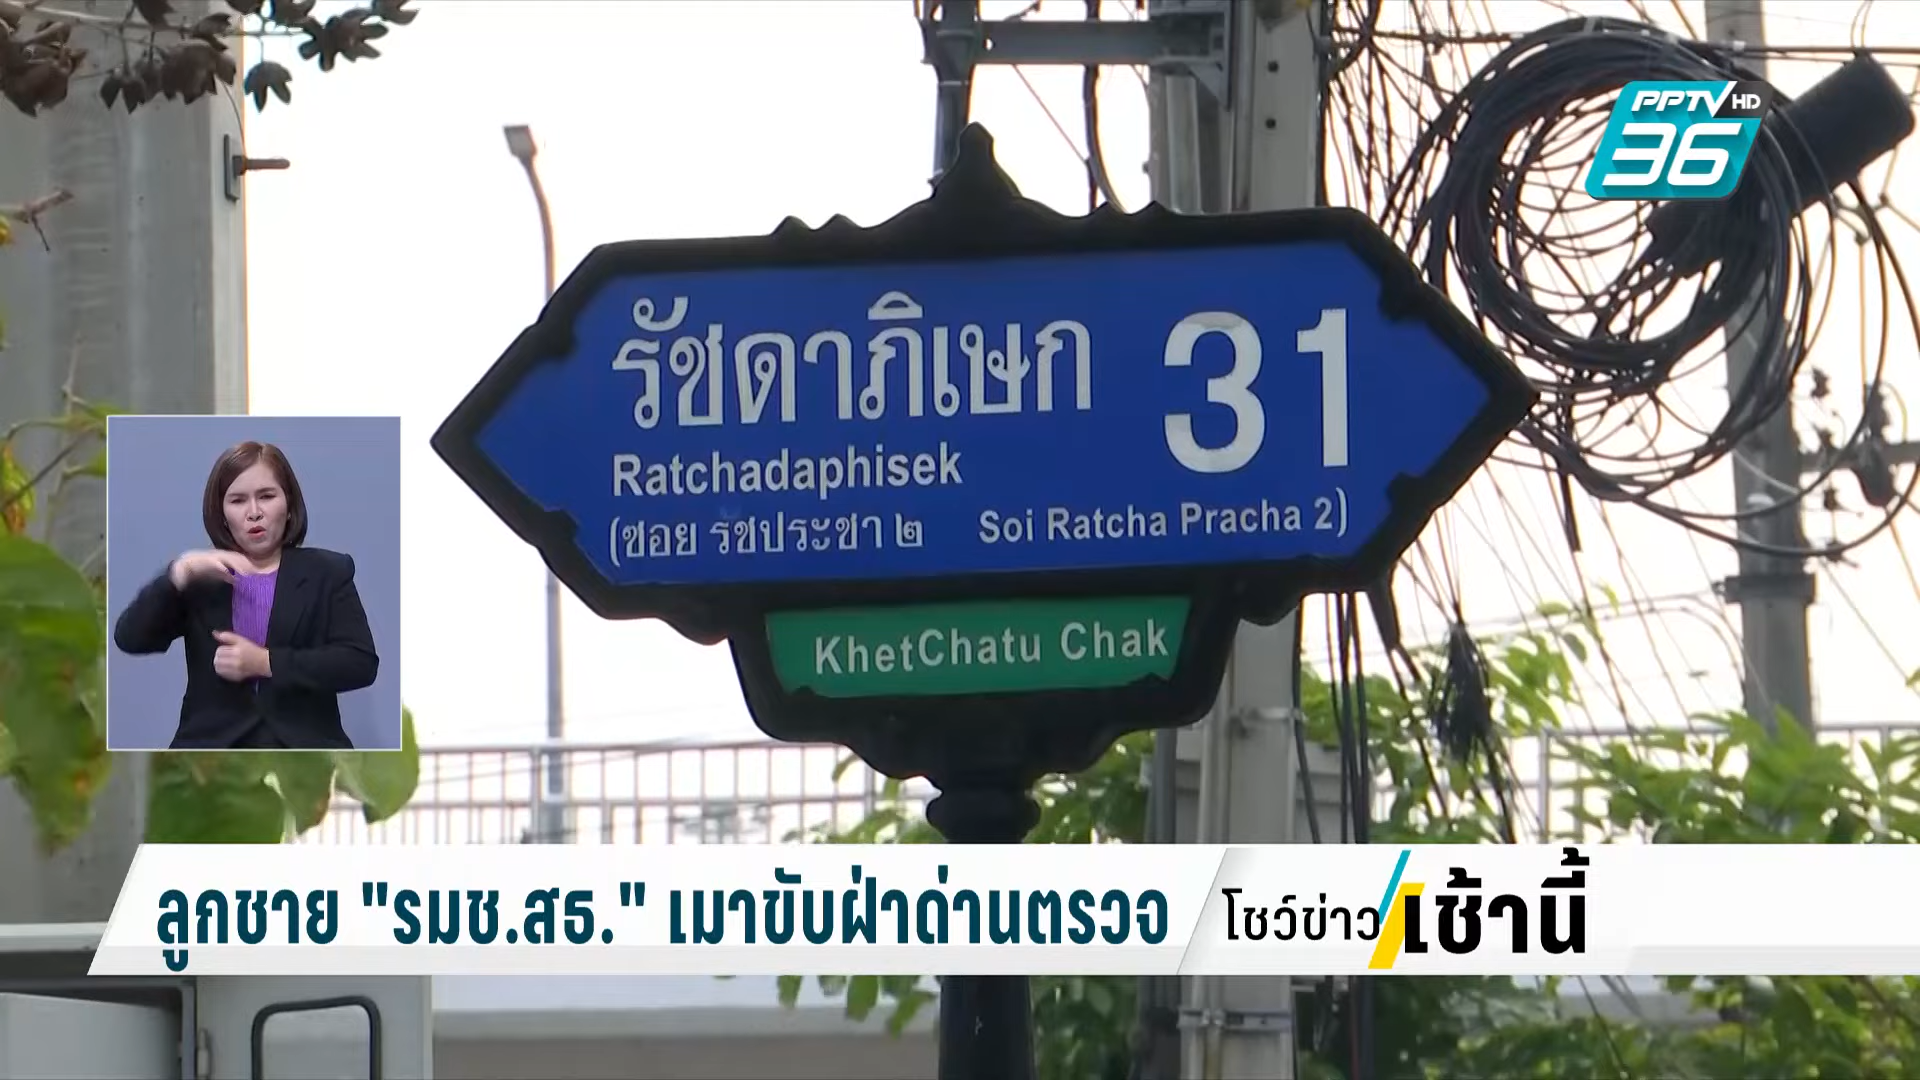 PPTV HD
36
รัชดาภิเษก 31
Ratchadaphisek
(ซอย รัชประชา ๒ Soi Ratcha Pracha 2)
KhetChatu Chak
ลูกชาย "รมช.สธ." เมาขับฝ่าด่านตรวจ
โชว์ข่าวเช้านี้